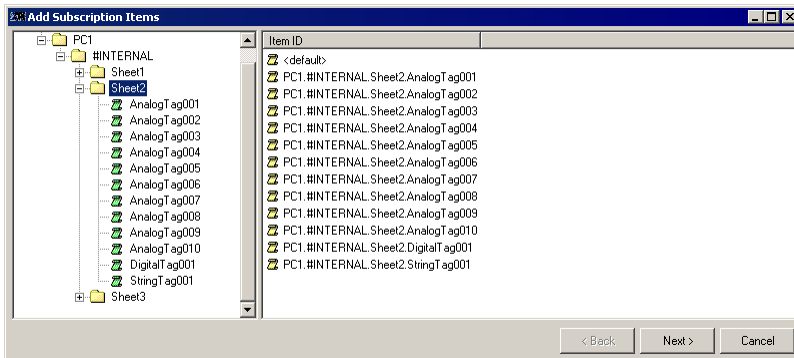 Add Subscription Items
PC1
#INTERNAL
Sheet1
Sheet2
AnalogTag001
AnalogTag002
AnalogTag003
AnalogTag004
AnalogTag005
AnalogTag006
AnalogTag007
AnalogTag008
AnalogTag009
AnalogTag010
DigitalTag001
StringTag001
Sheet3
Item ID
<default>
PC1.#INTERNAL.Sheet2.AnalogTag001
PC1.#INTERNAL.Sheet2.AnalogTag002
PC1.#INTERNAL.Sheet2.AnalogTag003
PC1.#INTERNAL.Sheet2.AnalogTag004
PC1.#INTERNAL.Sheet2.AnalogTag005
PC1.#INTERNAL.Sheet2.AnalogTag006
PC1.#INTERNAL.Sheet2.AnalogTag007
PC1.#INTERNAL.Sheet2.AnalogTag008
PC1.#INTERNAL.Sheet2.AnalogTag009
PC1.#INTERNAL.Sheet2.AnalogTag010
PC1.#INTERNAL.Sheet2.DigitalTag001
PC1.#INTERNAL.Sheet2.StringTag001
< Back
Next >
Cancel